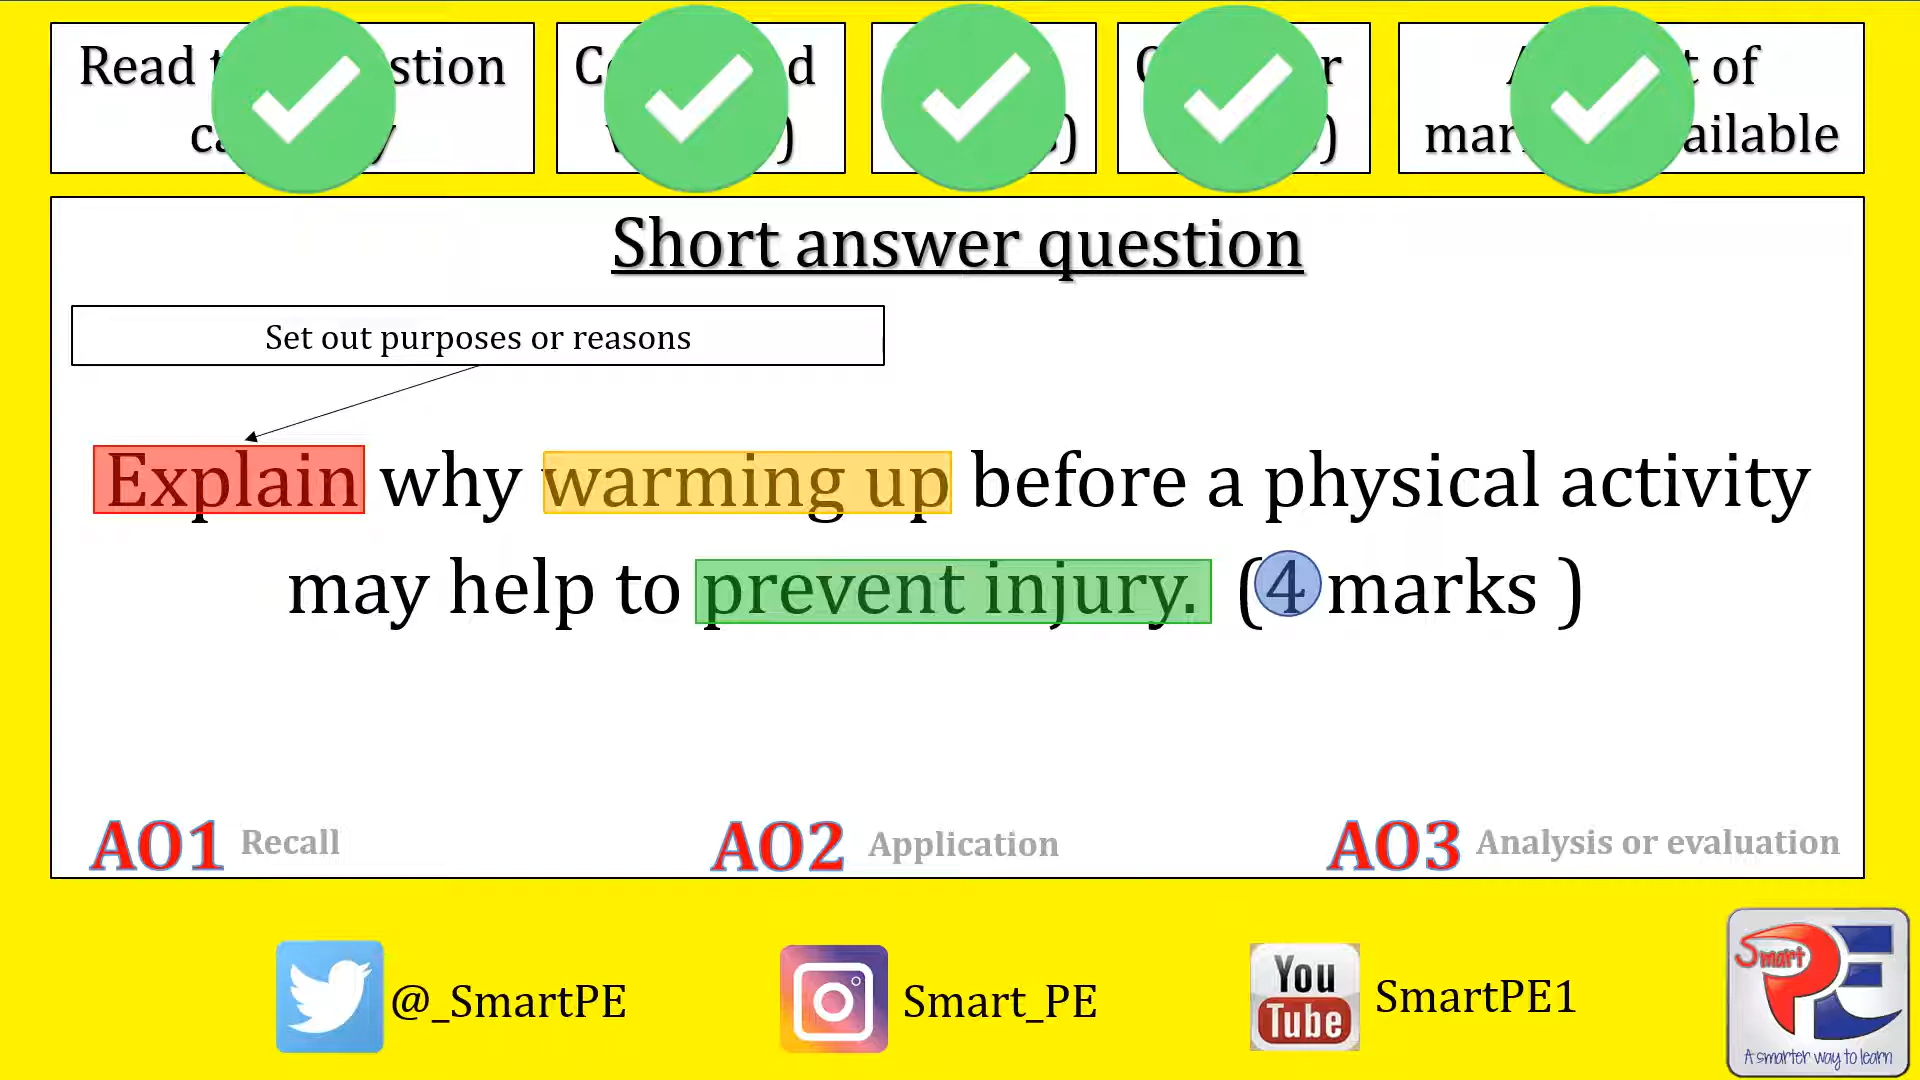 Read stion
d
r
of
mar ailable
Short answer question
Set out purposes or reasons
Explain why warming up before a physical activity
may help to prevent injury. (4 marks )
AO1 Recall
AO2 Application
AO3 Analysis or evaluation
@_SmartPE
Smart_PE
You
Tube
SmartPE1
Smart
PE
A smarter way to learn